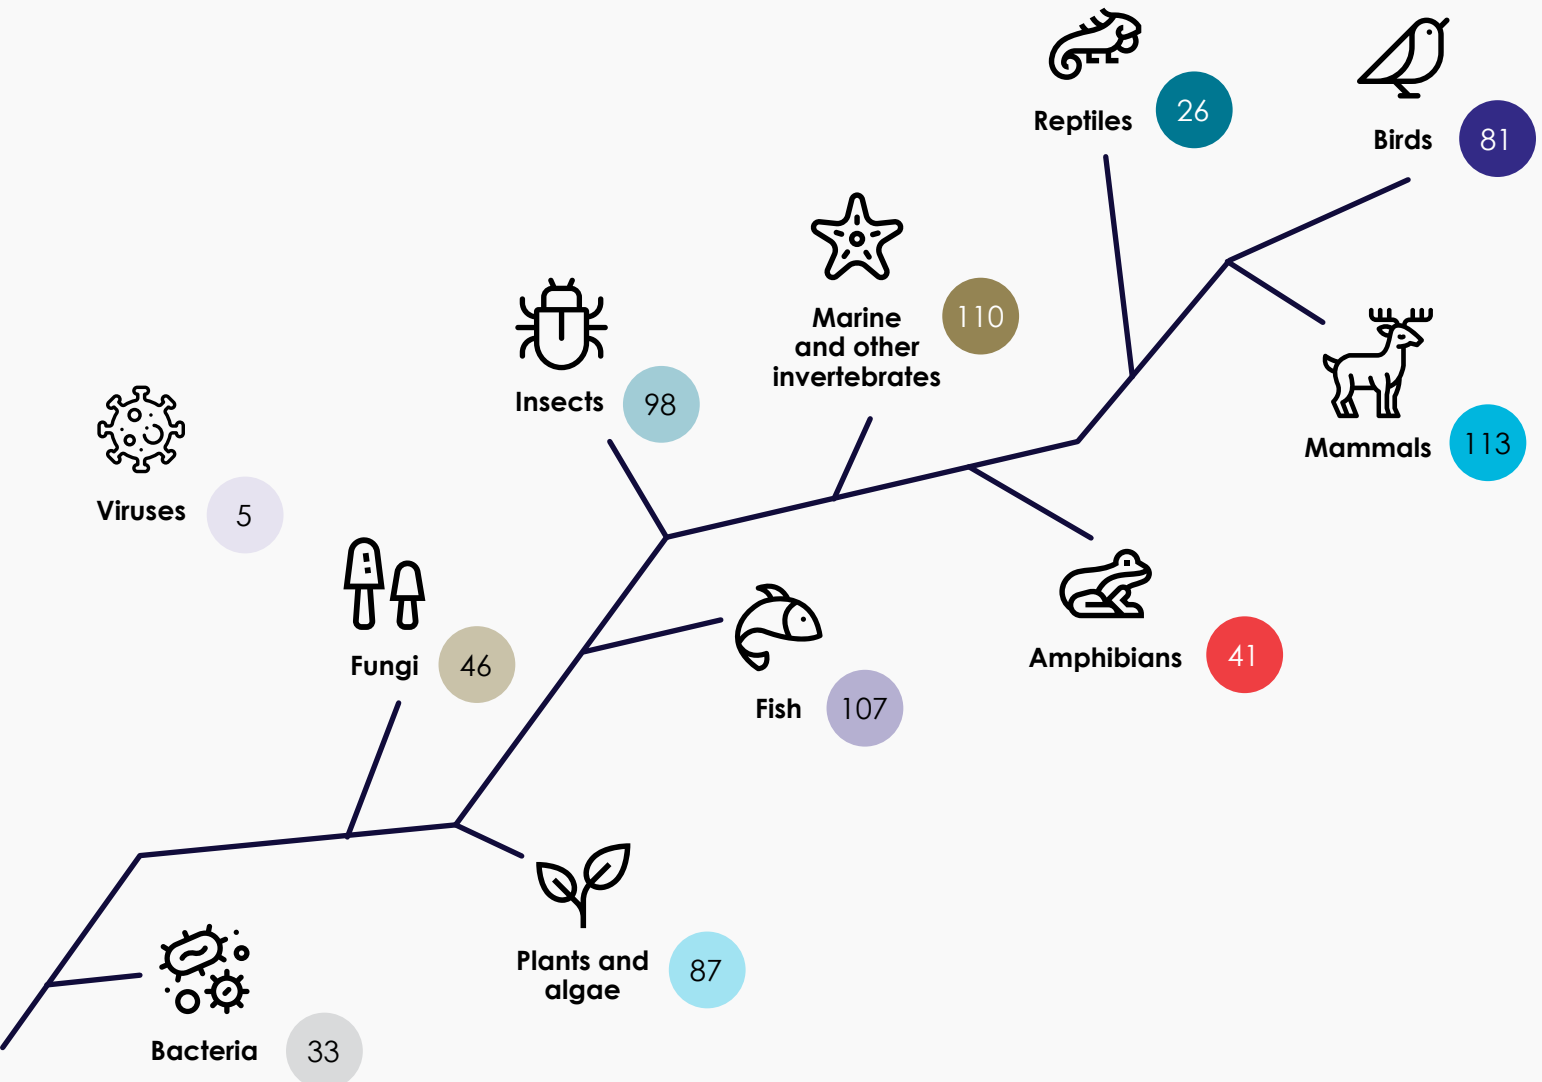 Reptiles
26
Birds
81
Marine
and other
invertebrates
110
Insects
98
Mammals
113
Viruses
5
Fungi
46
Amphibians
41
Fish
107
Plants and
algae
87
Bacteria
33